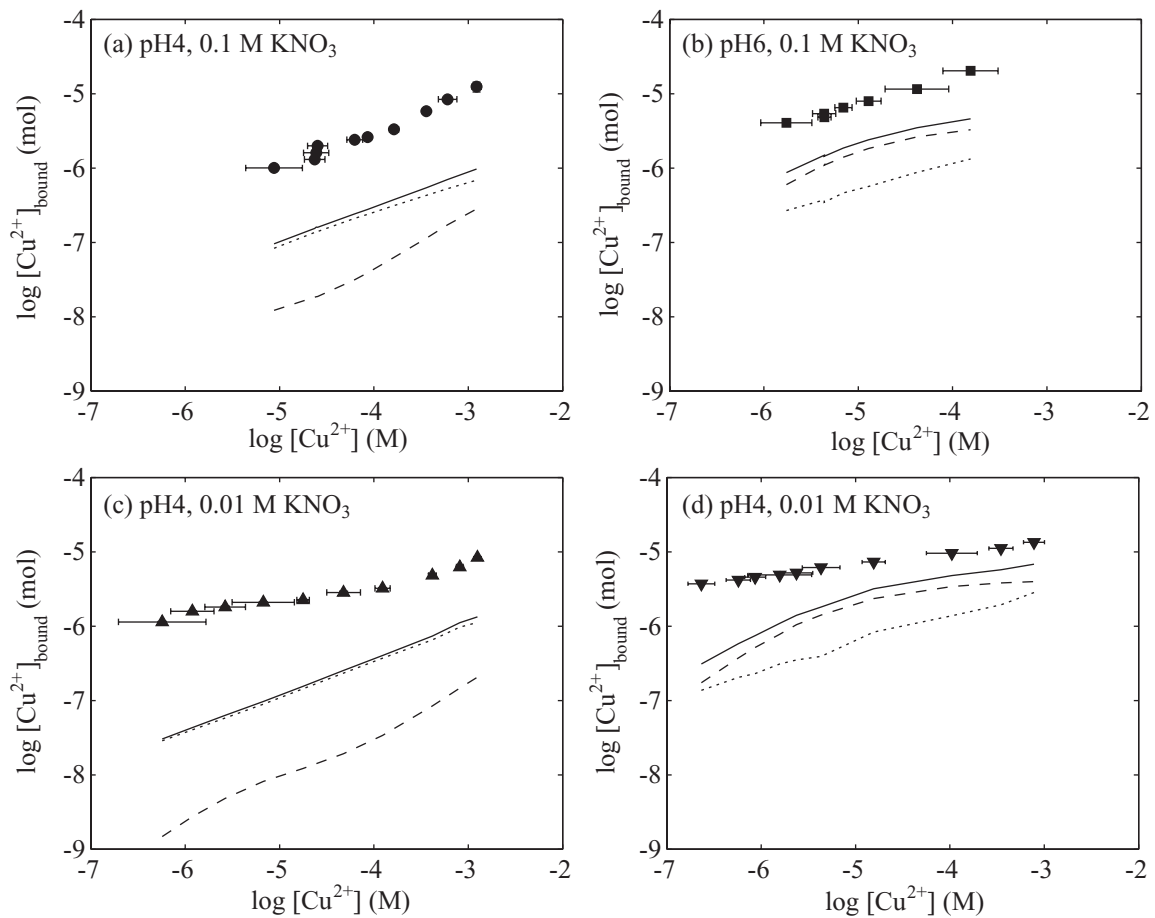 (a) pH4, 0.1 M KNO₃
-4
-5
-6
-7
-8
-9
log [Cu²⁺]bound (mol)
-7 -6 -5 -4 -3 -2
log [Cu²⁺] (M)
(b) pH6, 0.1 M KNO₃
-4
-5
-6
-7
-8
-9
log [Cu²⁺]bound (mol)
-7 -6 -5 -4 -3 -2
log [Cu²⁺] (M)
(c) pH4, 0.01 M KNO₃
-4
-5
-6
-7
-8
-9
log [Cu²⁺]bound (mol)
-7 -6 -5 -4 -3 -2
log [Cu²⁺] (M)
(d) pH4, 0.01 M KNO₃
-4
-5
-6
-7
-8
-9
log [Cu²⁺]bound (mol)
-7 -6 -5 -4 -3 -2
log [Cu²⁺] (M)